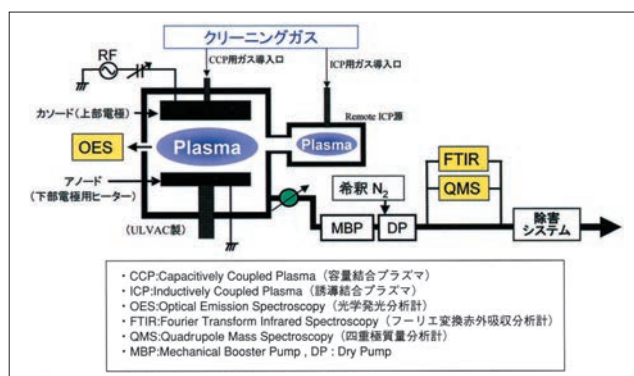 クリーニングガス
CCP用ガス導入口
ICP用ガス導入口
RF
カソード(上部電極)
Remote ICP源
OES
Plasma
Plasma
FTIR
QMS
アノード
(下部電極用ヒーター)
希釈 N2
(ULVAC製)
MBP
DP
除害
システム
・CCP:Capacitively Coupled Plasma(容量結合プラズマ)
・ICP:Inductively Coupled Plasma(誘導結合プラズマ)
・OES:Optical Emission Spectroscopy(光学発光分析計)
・FTIR:Fourier Transform Infrared Spectroscopy(フーリエ変換赤外吸収分析計)
・QMS:Quadrupole Mass Spectroscopy(四重極質量分析計)
・MBP:Mechanical Booster Pump , DP : Dry Pump